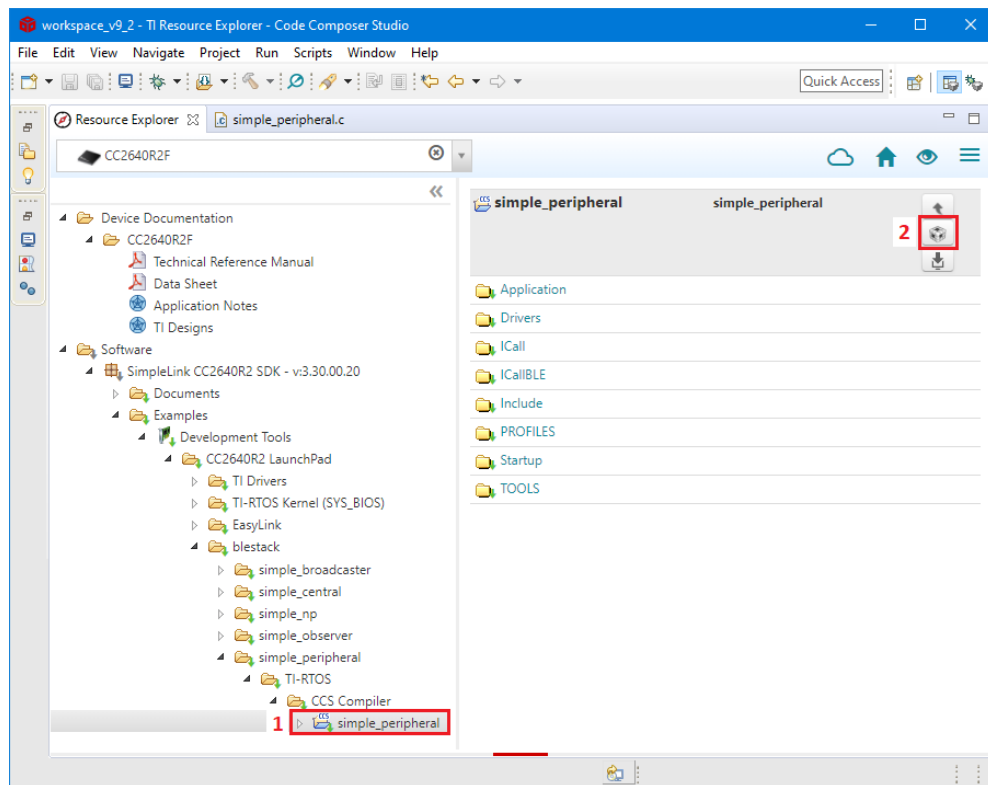 workspace_v9_2 - TI Resource Explorer - Code Composer Studio
File Edit View Navigate Project Run Scripts Window Help
Quick Access
Resource Explorer simple_peripheral.c
CC2640R2F
simple_peripheral simple_peripheral
2
Device Documentation
CC2640R2F
Technical Reference Manual
Data Sheet
Application Notes
TI Designs
Software
SimpleLink CC2640R2 SDK - v:3.30.00.20
Documents
Examples
Development Tools
CC2640R2 LaunchPad
TI Drivers
TI-RTOS Kernel (SYS_BIOS)
EasyLink
blestack
simple_broadcaster
simple_central
simple_np
simple_observer
simple_peripheral
TI-RTOS
CCS Compiler
1 simple_peripheral
Application
Drivers
ICall
ICallBLE
Include
PROFILES
Startup
TOOLS